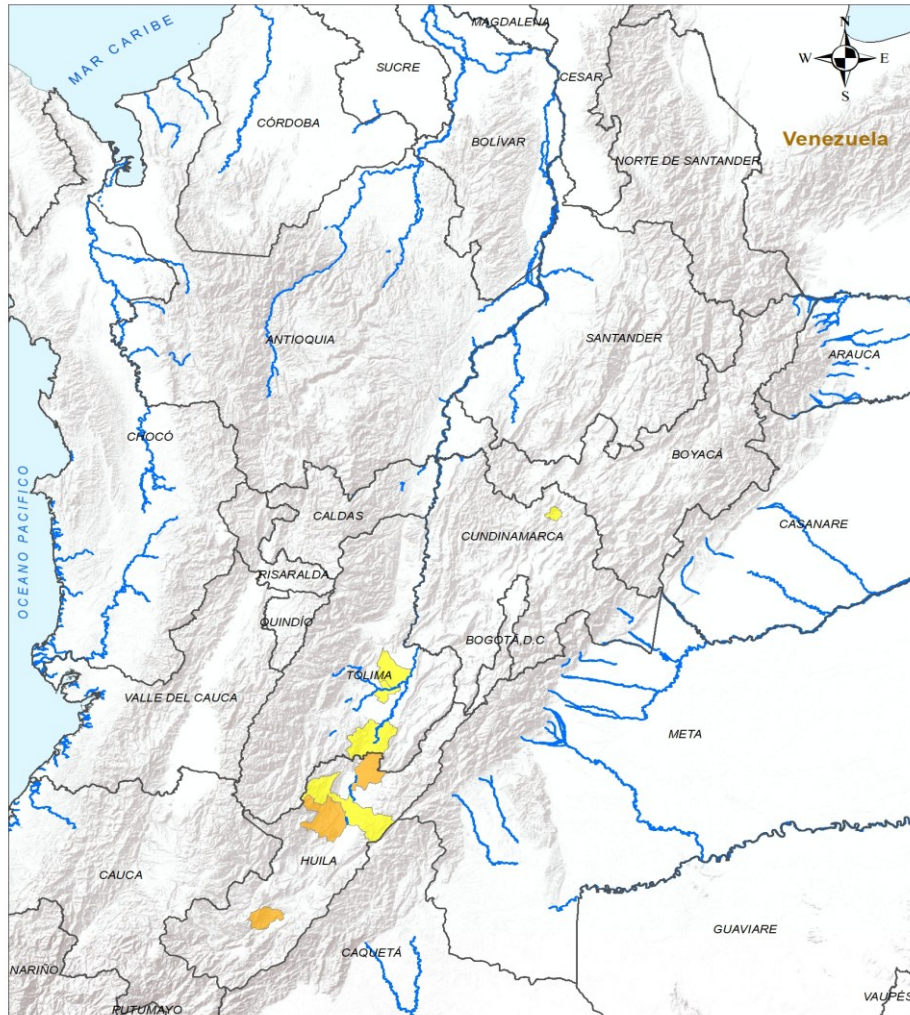 MAGDALENA
MAR CARIBE
N
W
E
S
SUCRE
CESAR
CÓRDOBA
BOLÍVAR
Venezuela
NORTE DE SANTANDER
ANTIOQUIA
SANTANDER
ARAUCA
CHOCÓ
BOYACÁ
OCEANO PACIFICO
CALDAS
CASANARE
CUNDINAMARCA
RISARALDA
QUINDIO
BOGOTÁ,D.C
TOLIMA
VALLE DEL CAUCA
META
HUILA
CAUCA
GUAVIARE
CAQUETÁ
NARIÑO
VAUPÉS
PUTUMAYO